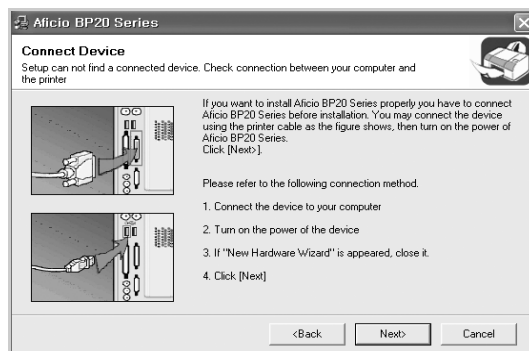 Aficio BP20 Series
Connect Device
Setup can not find a connected device. Check connection between your computer and
the printer
If you want to install Aficio BP20 Series properly you have to connect
Aficio BP20 Series before installation. You may connect the device
using the printer cable as the figure shows, then turn on the power of
Aficio BP20 Series.
Click [Next>].
Please refer to the following connection method.
1. Connect the device to your computer
2. Turn on the power of the device
3. If "New Hardware Wizard" is appeared, close it.
4. Click [Next]
<Back
Next>
Cancel